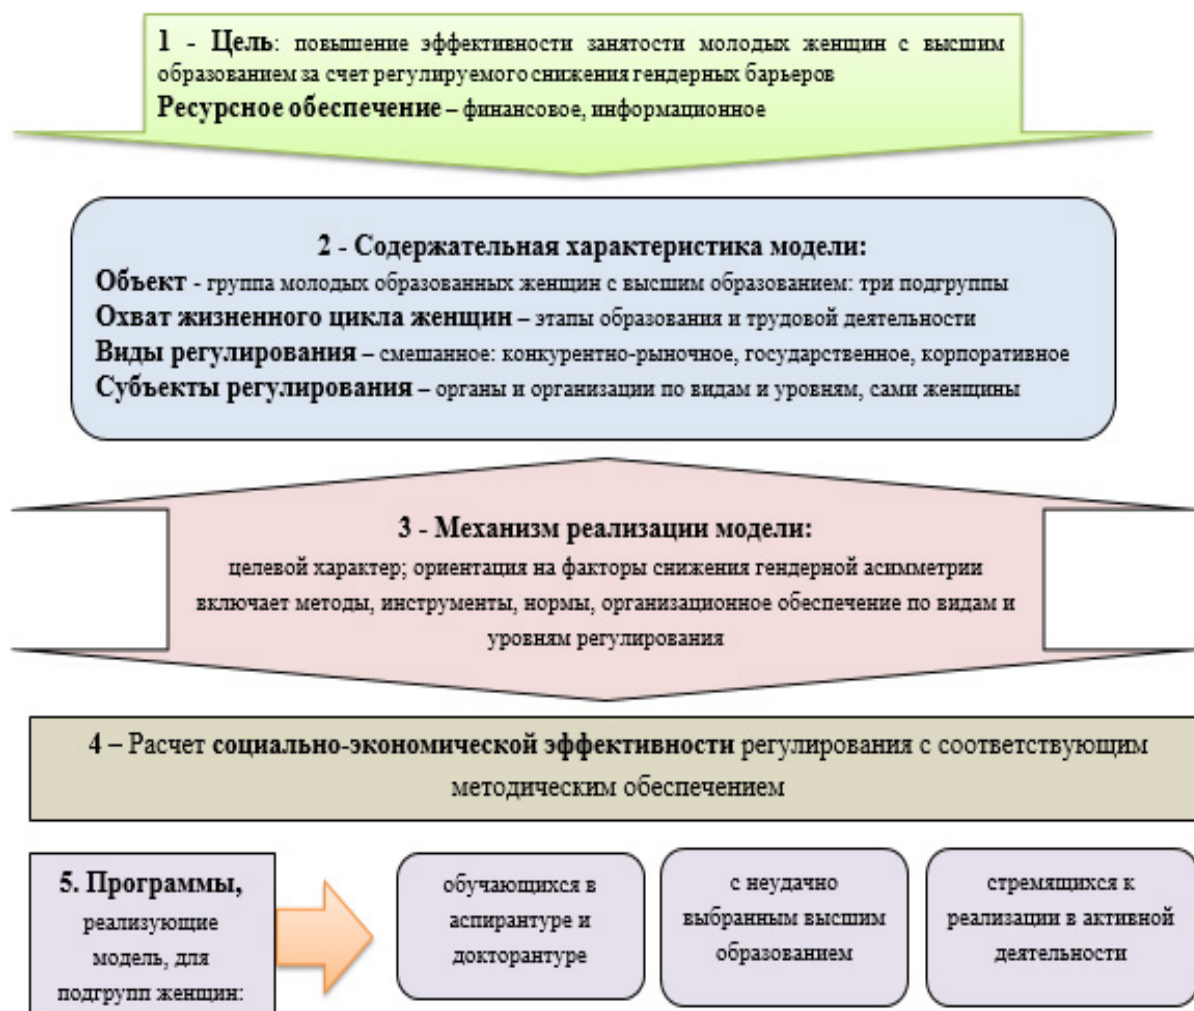 1 - Цель: повышение эффективности занятости молодых женщин с высшим
образованием за счет регулируемого снижения гендерных барьеров
Ресурсное обеспечение – финансовое, информационное
2 - Содержательная характеристика модели:
Объект - группа молодых образованных женщин с высшим образованием: три подгруппы
Охват жизненного цикла женщин – этапы образования и трудовой деятельности
Виды регулирования – смешанное: конкурентно-рыночное, государственное, корпоративное
Субъекты регулирования – органы и организации по видам и уровням, сами женщины
3 - Механизм реализации модели:
целевой характер; ориентация на факторы снижения гендерной асимметрии
включает методы, инструменты, нормы, организационное обеспечение по видам и
уровням регулирования
4 – Расчет социально-экономической эффективности регулирования с соответствующим
методическим обеспечением
5. Программы,
реализующие
модель, для
подгрупп женщин:
обучающихся в
аспирантуре и
докторантуре
с неудачно
выбранным высшим
образованием
стремящихся к
реализации в активной
деятельности